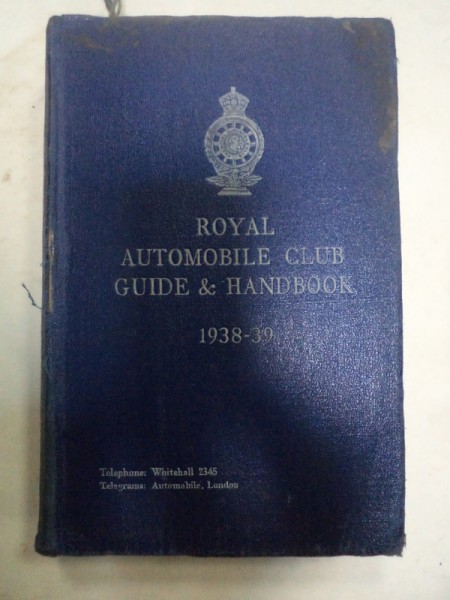 ROYAL
AUTOMOBILE CLUB
GUIDE & HANDBOOK
1938-39
Telephone: Whitehall 2345
Telegrams: Automobile, London